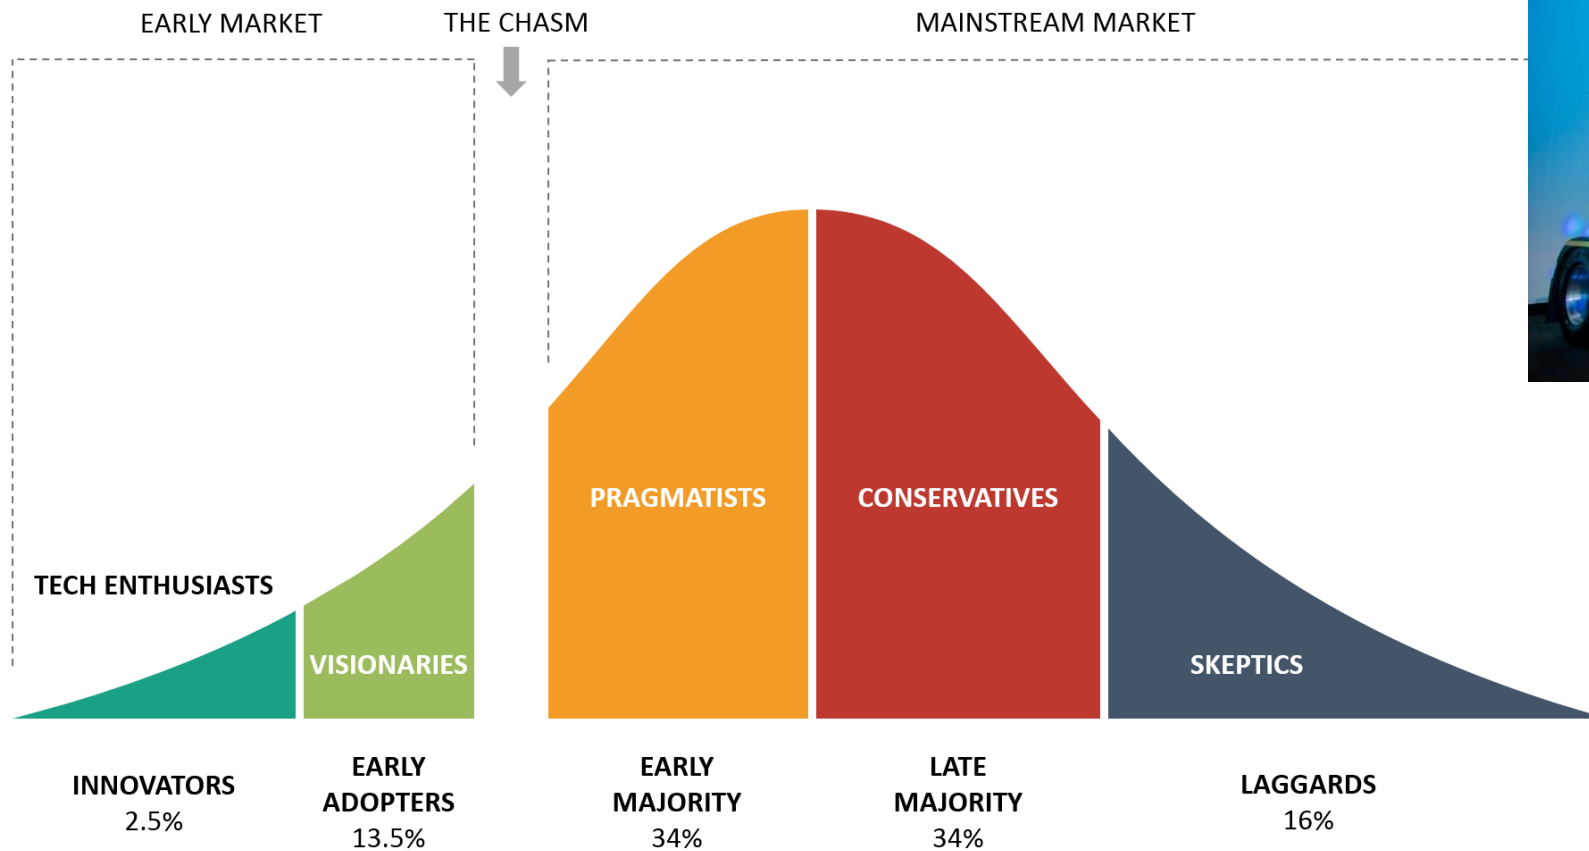 EARLY MARKET
THE CHASM
MAINSTREAM MARKET
PRAGMATISTS
CONSERVATIVES
TECH ENTHUSIASTS
VISIONARIES
SKEPTICS
INNOVATORS
2.5%
EARLY
ADOPTERS
13.5%
EARLY
MAJORITY
34%
LATE
MAJORITY
34%
LAGGARDS
16%